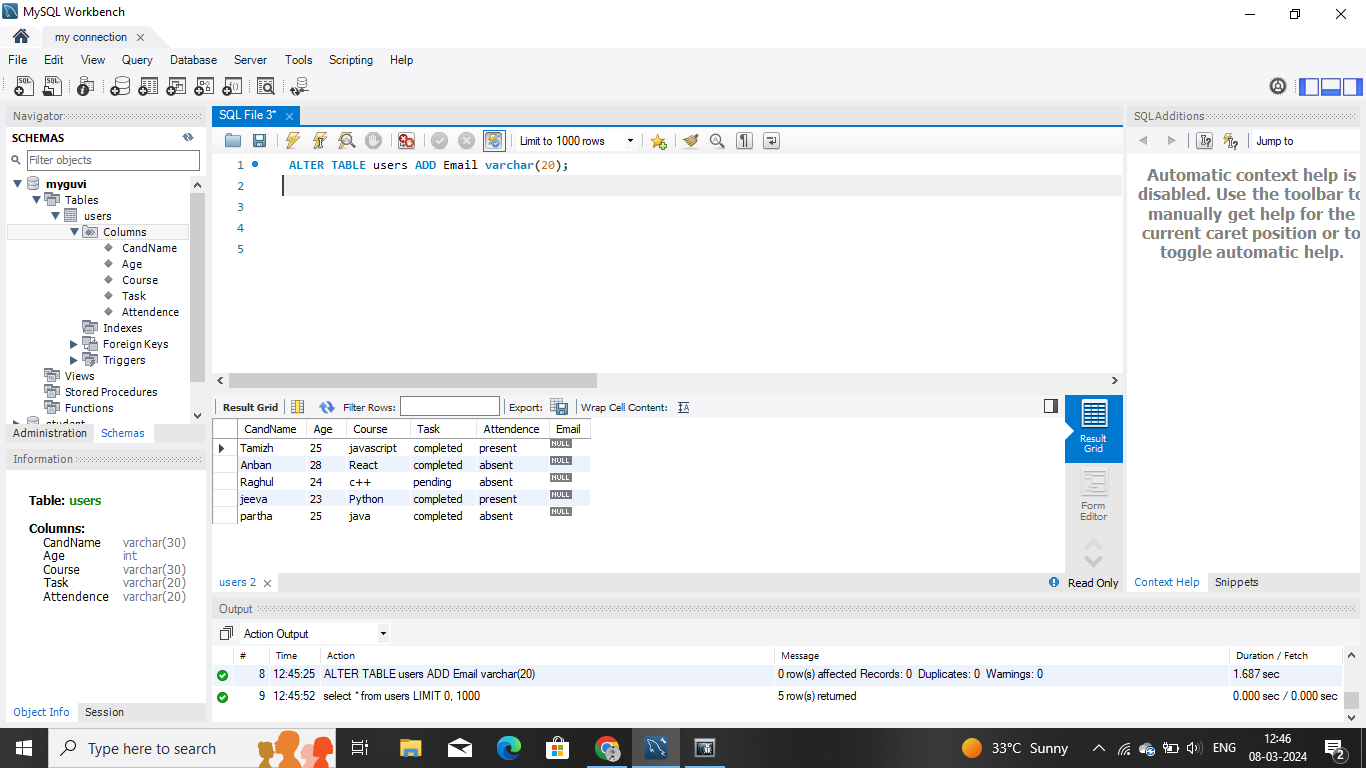 MySQL Workbench
my connection
File Edit View Query Database Server Tools Scripting Help
Navigator
SCHEMAS
Filter objects
myguvi
Tables
users
Columns
CandName
Age
Course
Task
Attendence
Indexes
Foreign Keys
Triggers
Views
Stored Procedures
Functions
student
Administration Schemas
Information
Table: users
Columns:
CandName varchar(30)
Age int
Course varchar(30)
Task varchar(20)
Attendence varchar(20)
Object Info Session
SQL File 3*
Limit to 1000 rows
1 ALTER TABLE users ADD Email varchar(20);
2
3
4
5
Result Grid Filter Rows: Export: Wrap Cell Content:
CandName Age Course Task Attendence Email
Tamizh 25 javascript completed present NULL
Anban 28 React completed absent NULL
Raghul 24 c++ pending absent NULL
jeeva 23 Python completed present NULL
partha 25 java completed absent NULL
Result
Grid
Form
Editor
users 2
Read Only
SQLAdditions
Jump to
Automatic context help is
disabled. Use the toolbar to
manually get help for the
current caret position or to
toggle automatic help.
Context Help Snippets
Output
Action Output
# Time Action Message Duration / Fetch
8 12:45:25 ALTER TABLE users ADD Email varchar(20) 0 row(s) affected Records: 0 Duplicates: 0 Warnings: 0 1.687 sec
9 12:45:52 select * from users LIMIT 0, 1000 5 row(s) returned 0.000 sec / 0.000 sec
Type here to search
33°C Sunny
ENG
12:46
08-03-2024
2